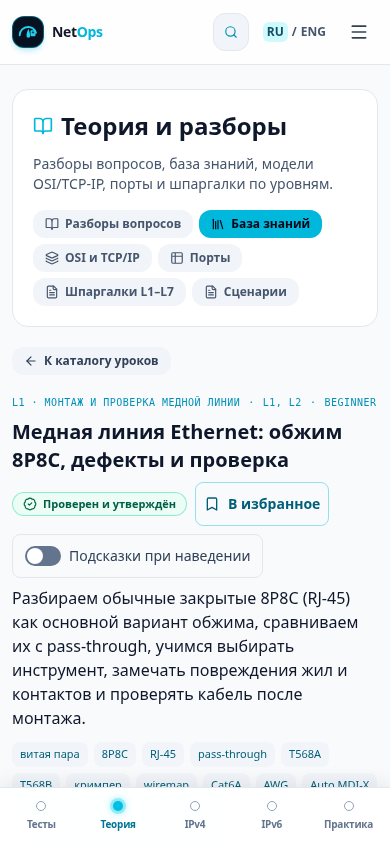 NetOps
RU / ENG
Теория и разборы
Разборы вопросов, база знаний, модели
OSI/TCP-IP, порты и шпаргалки по уровням.
Разборы вопросов
База знаний
OSI и TCP/IP
Порты
Шпаргалки L1–L7
Сценарии
К каталогу уроков
L1 · МОНТАЖ И ПРОВЕРКА МЕДНОЙ ЛИНИИ · L1, L2 · BEGINNER
Медная линия Ethernet: обжим
8P8C, дефекты и проверка
Проверен и утверждён
В избранное
Подсказки при наведении
Разбираем обычные закрытые 8P8C (RJ-45)
как основной вариант обжима, сравниваем
их с pass-through, учимся выбирать
инструмент, замечать повреждения жил и
контактов и проверять кабель после
монтажа.
витая пара 8P8C RJ-45 pass-through T568A
T568B кримпер wiremap Cat6A AWG Auto MDI-X
Тесты Теория IPv4 IPv6 Практика